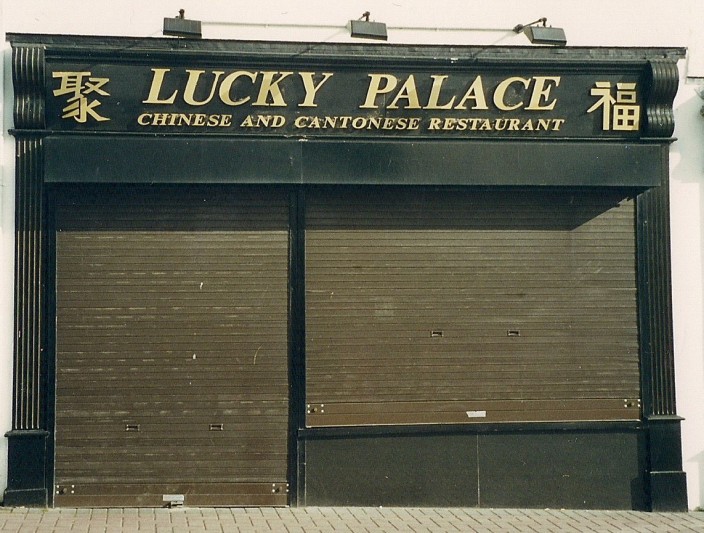 聚 LUCKY PALACE 福
CHINESE AND CANTONESE RESTAURANT